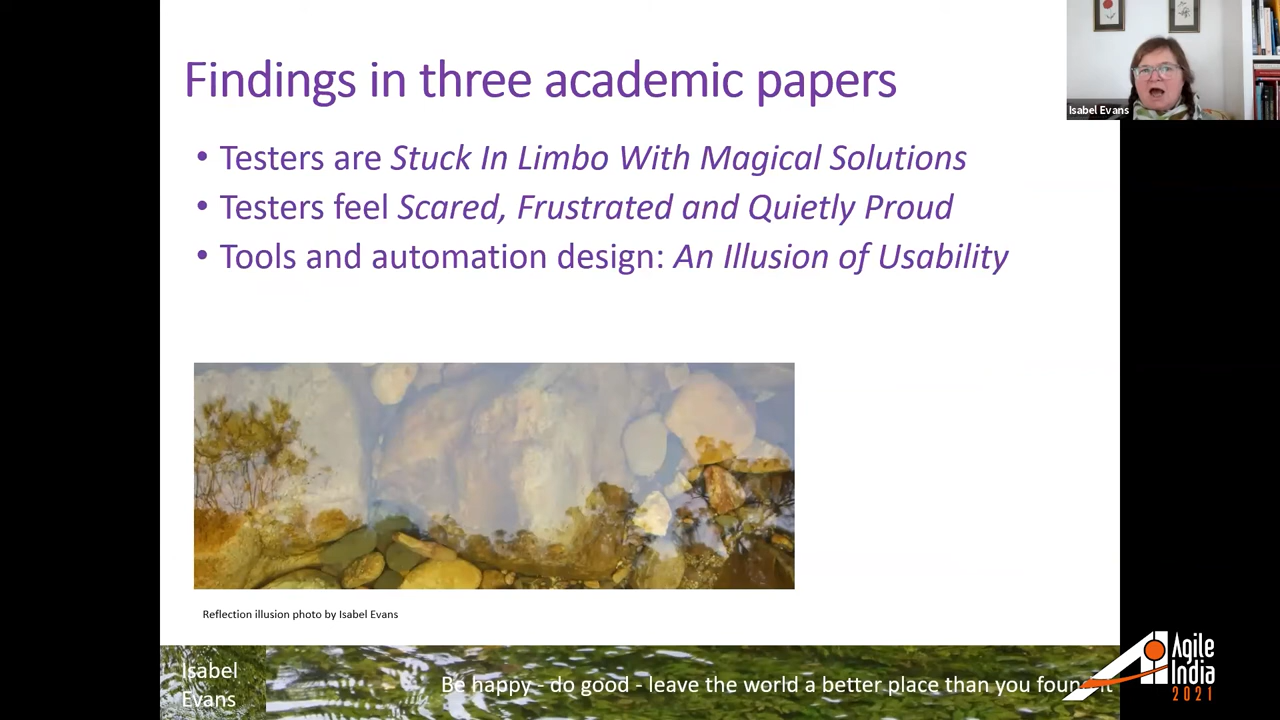 Findings in three academic papers
Isabel Evans
• Testers are Stuck In Limbo With Magical Solutions
• Testers feel Scared, Frustrated and Quietly Proud
• Tools and automation design: An Illusion of Usability
Reflection illusion photo by Isabel Evans
Isabel
Evans
Be happy - do good - leave the world a better place than you found it
Agile
India
2021